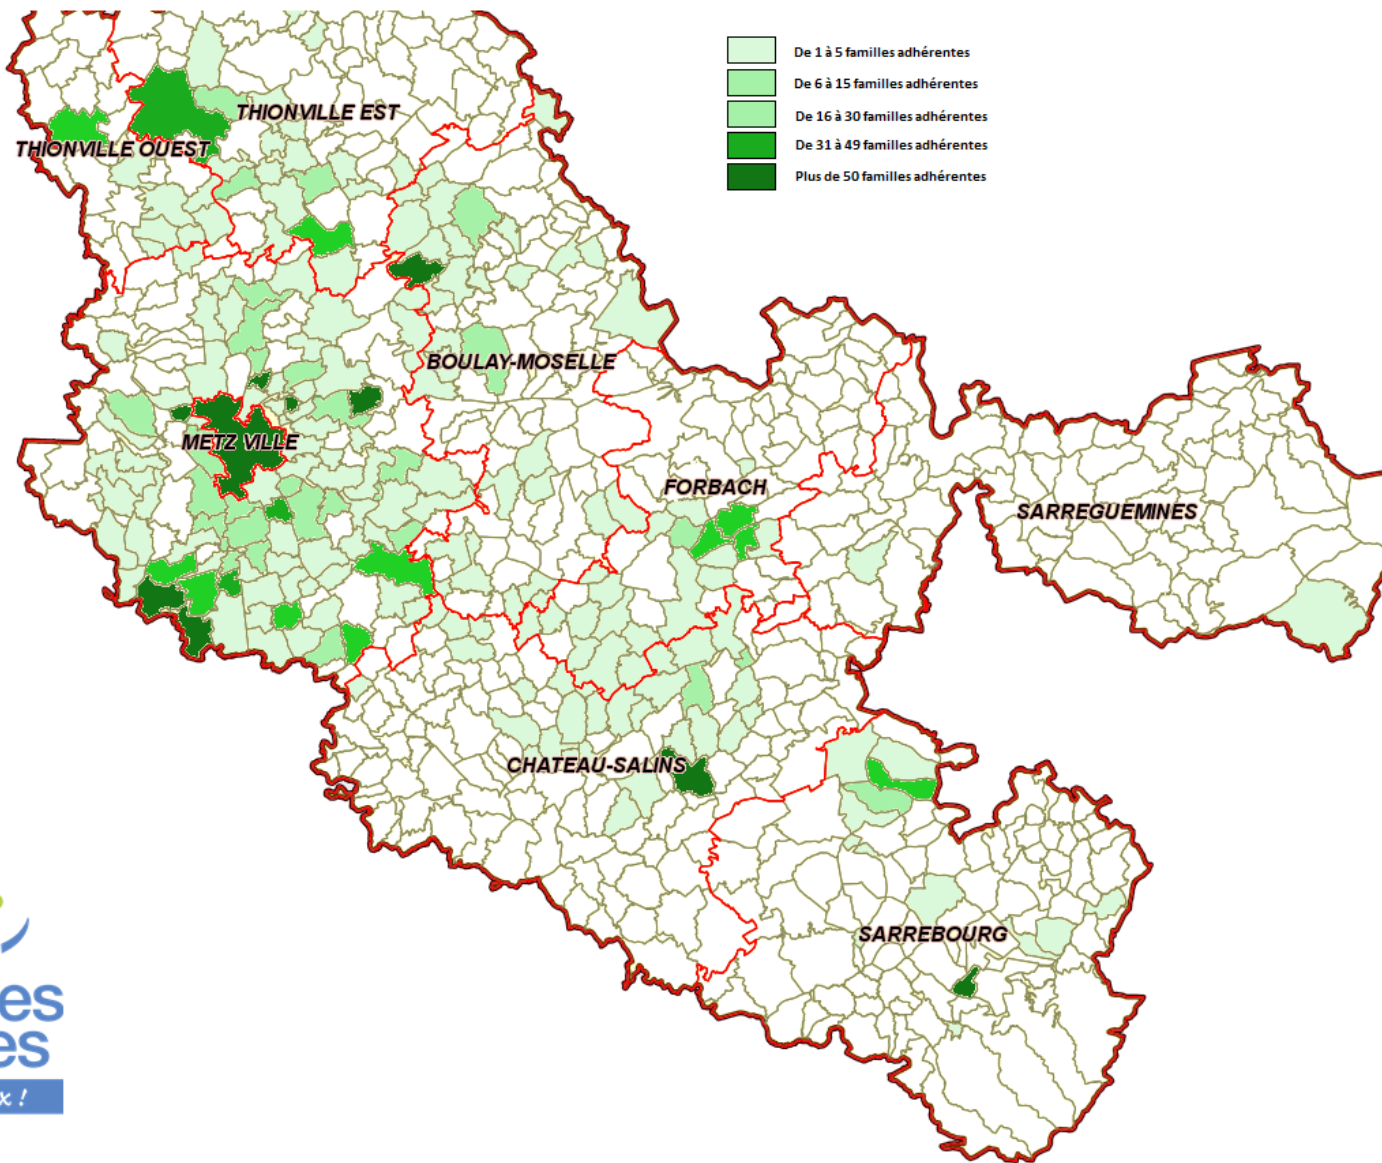 De 1 à 5 familles adhérentes
De 6 à 15 familles adhérentes
De 16 à 30 familles adhérentes
De 31 à 49 familles adhérentes
Plus de 50 familles adhérentes
THIONVILLE EST
THIONVILLE OUEST
BOULAY-MOSELLE
METZ VILLE
FORBACH
SARREGUEMINES
CHATEAU-SALINS
SARREBOURG
es
es
x !